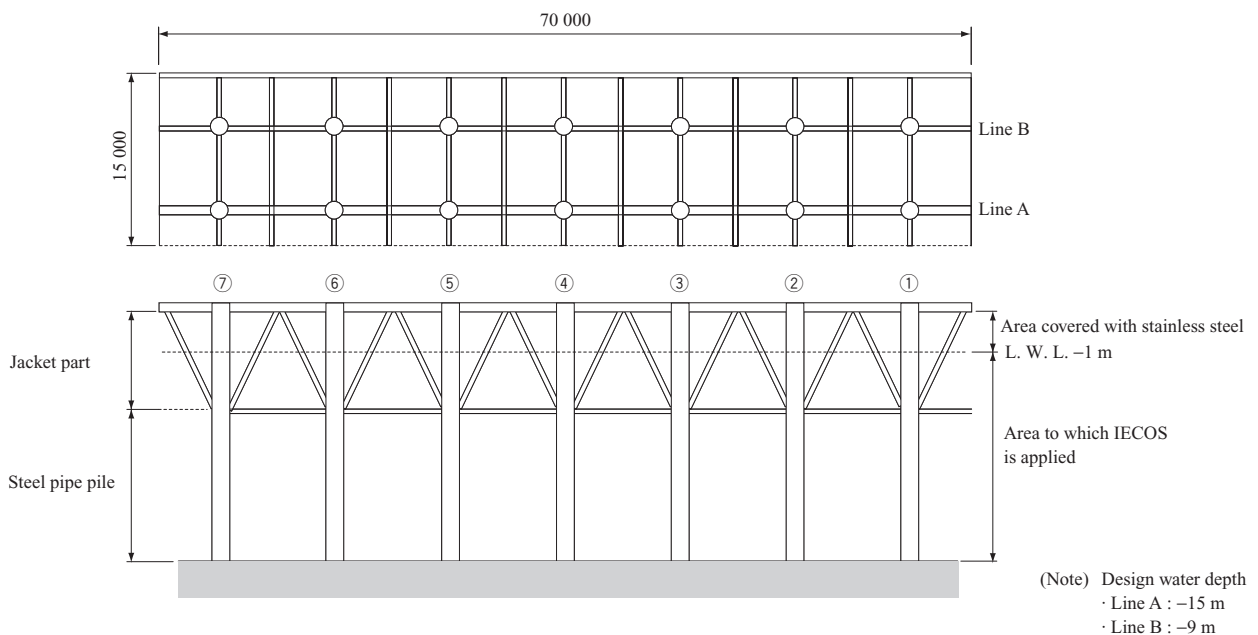 70 000
15 000
Line B
Line A
⑦ ⑥ ⑤ ④ ③ ② ①
Jacket part
Steel pipe pile
Area covered with stainless steel
L. W. L. −1 m
Area to which IECOS
is applied
(Note) Design water depth
· Line A : −15 m
· Line B : −9 m